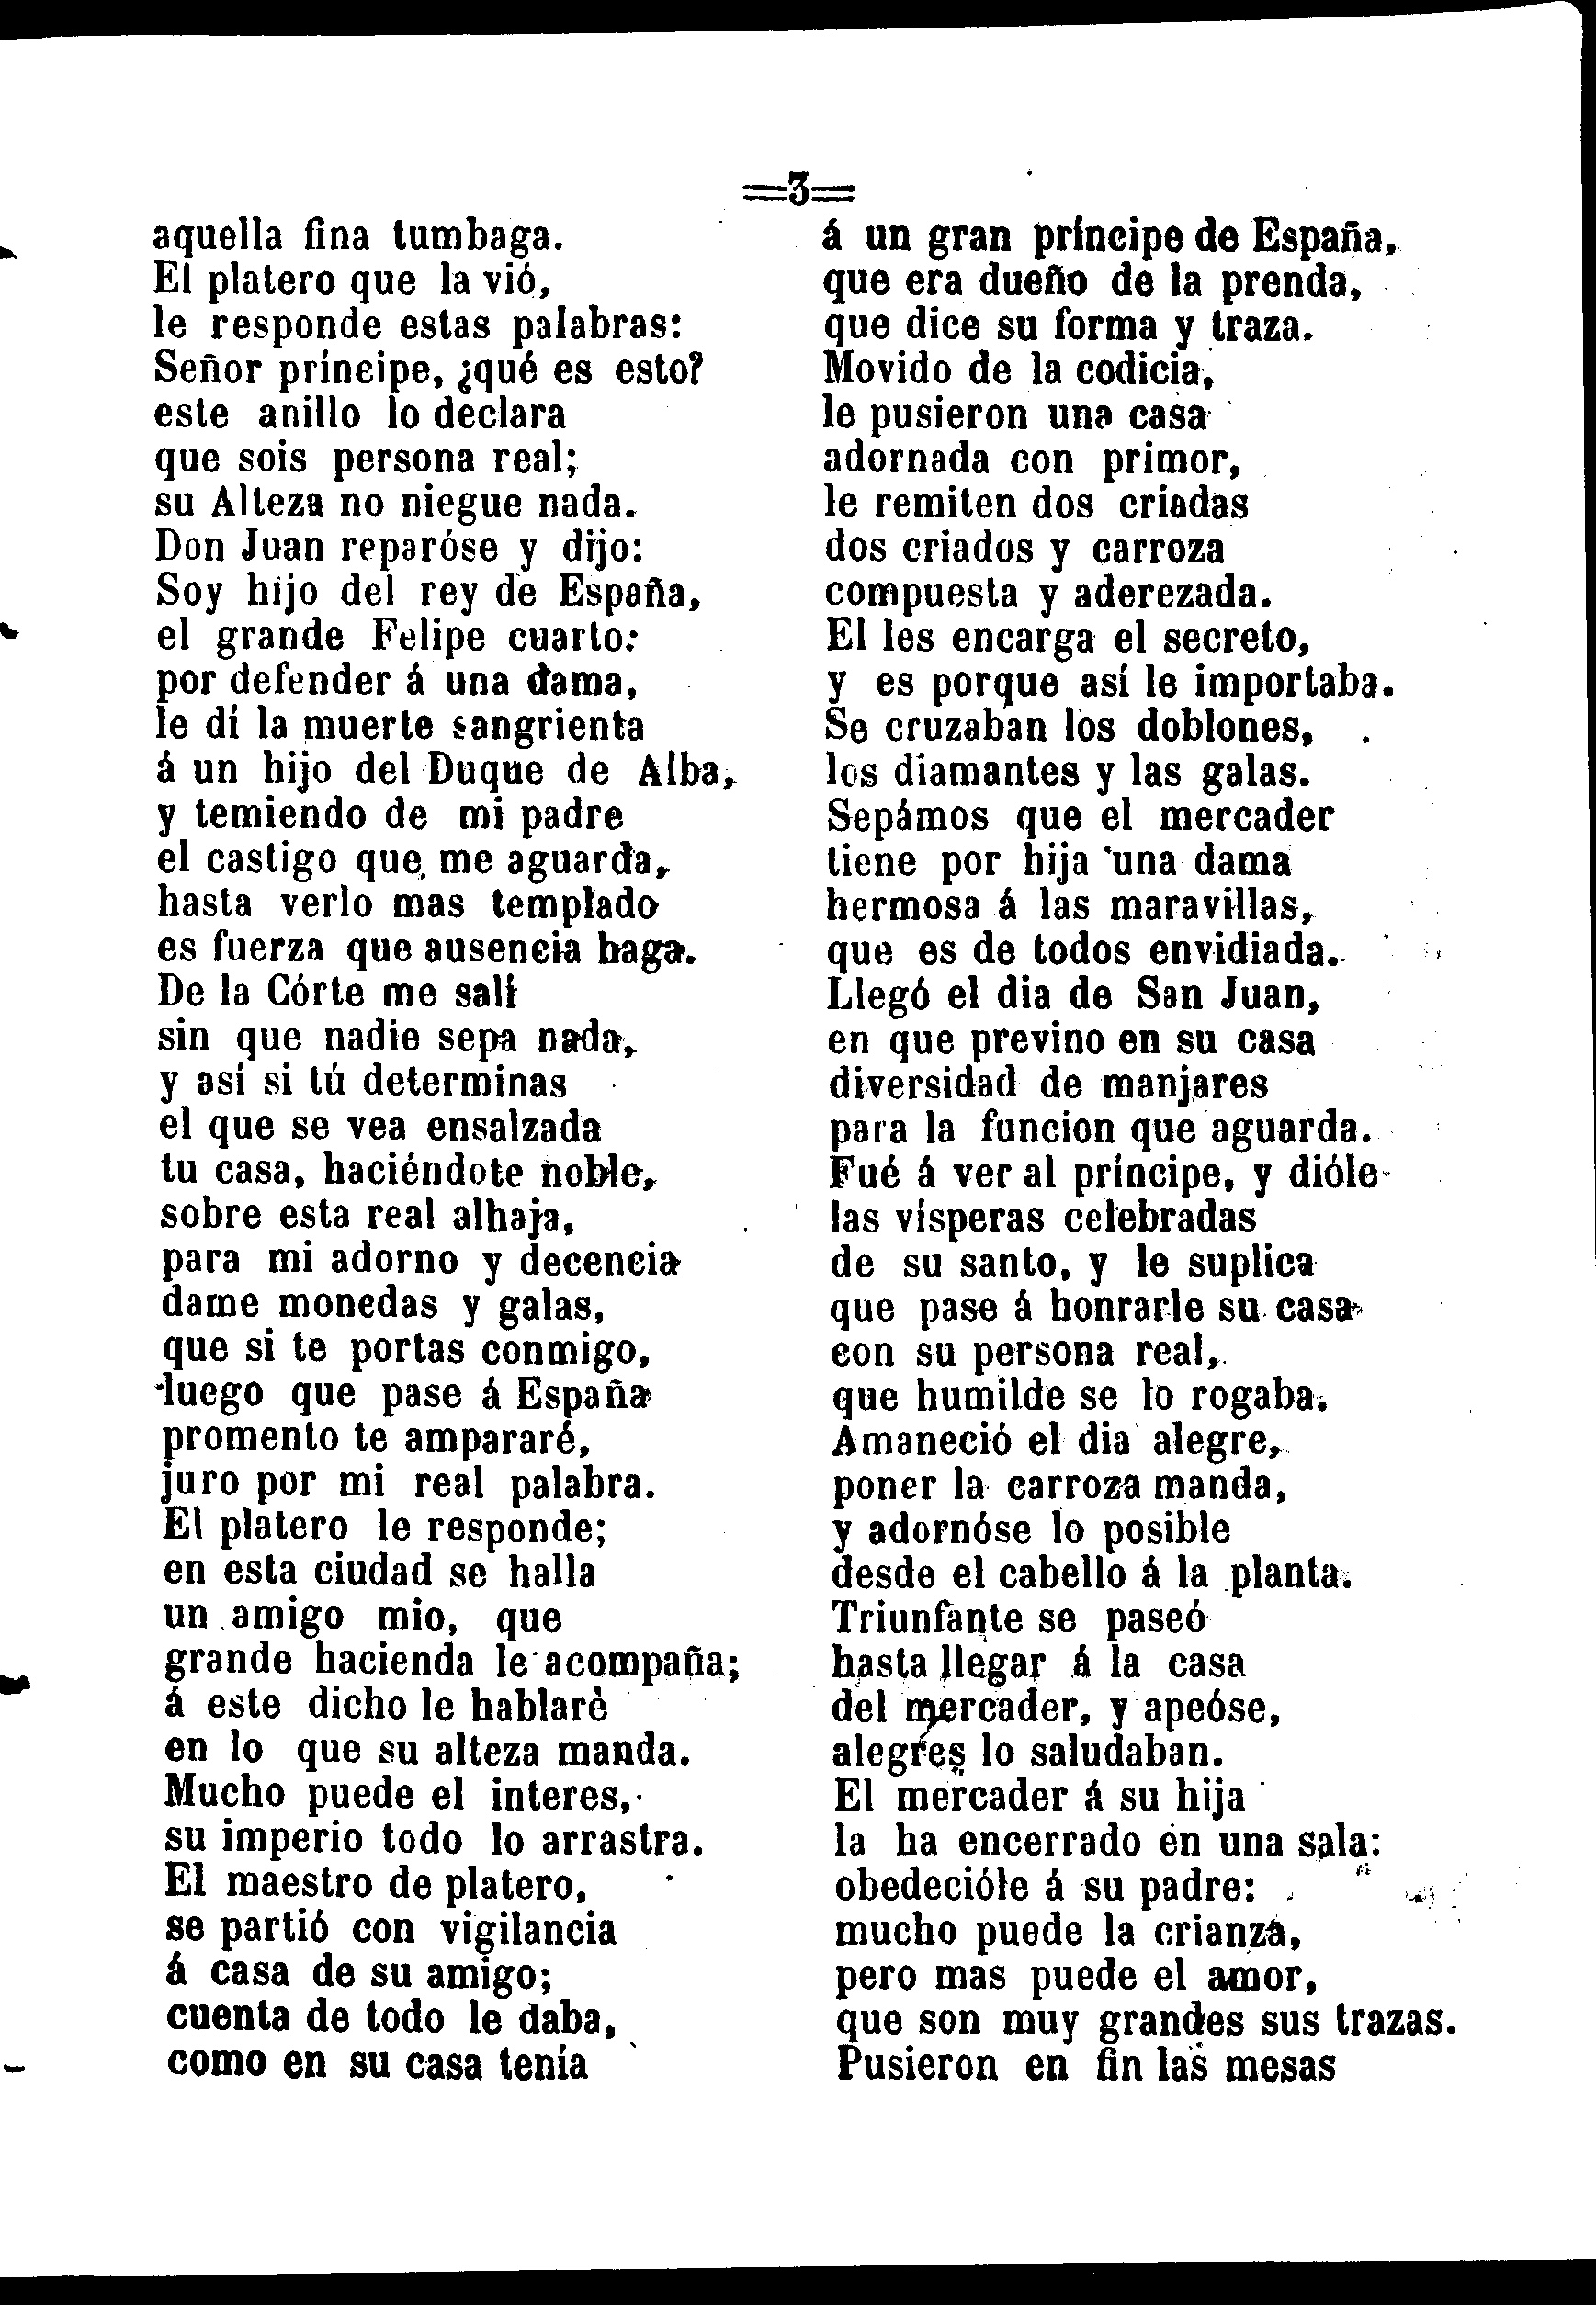 =3=
aquella fina tumbaga.
El platero que la vió,
le responde estas palabras:
Señor príncipe, ¿qué es esto?
este anillo lo declara
que sois persona real;
su Alteza no niegue nada.
Don Juan reparóse y dijo:
Soy hijo del rey de España,
el grande Felipe cuarto:
por defender á una dama,
le dí la muerte sangrienta
á un hijo del Duque de Alba,
y temiendo de mi padre
el castigo que me aguarda,
hasta verlo mas templado
es fuerza que ausencia haga.
De la Córte me salí
sin que nadie sepa nada,
y así si tú determinas
el que se vea ensalzada
tu casa, haciéndote noble,
sobre esta real alhaja,
para mi adorno y decencia
dame monedas y galas,
que si te portas conmigo,
luego que pase á España
promento te ampararé,
juro por mi real palabra.
El platero le responde;
en esta ciudad se halla
un amigo mio, que
grande hacienda le acompaña;
á este dicho le hablarè
en lo que su alteza manda.
Mucho puede el interes,
su imperio todo lo arrastra.
El maestro de platero,
se partió con vigilancia
á casa de su amigo;
cuenta de todo le daba,
como en su casa tenía
á un gran príncipe de España,
que era dueño de la prenda,
que dice su forma y traza.
Movido de la codicia,
le pusieron una casa
adornada con primor,
le remiten dos criadas
dos criados y carroza
compuesta y aderezada.
El les encarga el secreto,
y es porque así le importaba.
Se cruzaban los doblones,
los diamantes y las galas.
Sepámos que el mercader
tiene por hija una dama
hermosa á las maravillas,
que es de todos envidiada.
Llegó el dia de San Juan,
en que previno en su casa
diversidad de manjares
para la funcion que aguarda.
Fué á ver al príncipe, y dióle
las vísperas celebradas
de su santo, y le suplica
que pase á honrarle su casa
con su persona real,
que humilde se lo rogaba.
Amaneció el dia alegre,
poner la carroza manda,
y adornóse lo posible
desde el cabello á la planta.
Triunfante se paseó
hasta llegar á la casa
del mercader, y apeóse,
alegres lo saludaban.
El mercader á su hija
la ha encerrado en una sala:
obedecióle á su padre:
mucho puede la crianza,
pero mas puede el amor,
que son muy grandes sus trazas.
Pusieron en fin las mesas